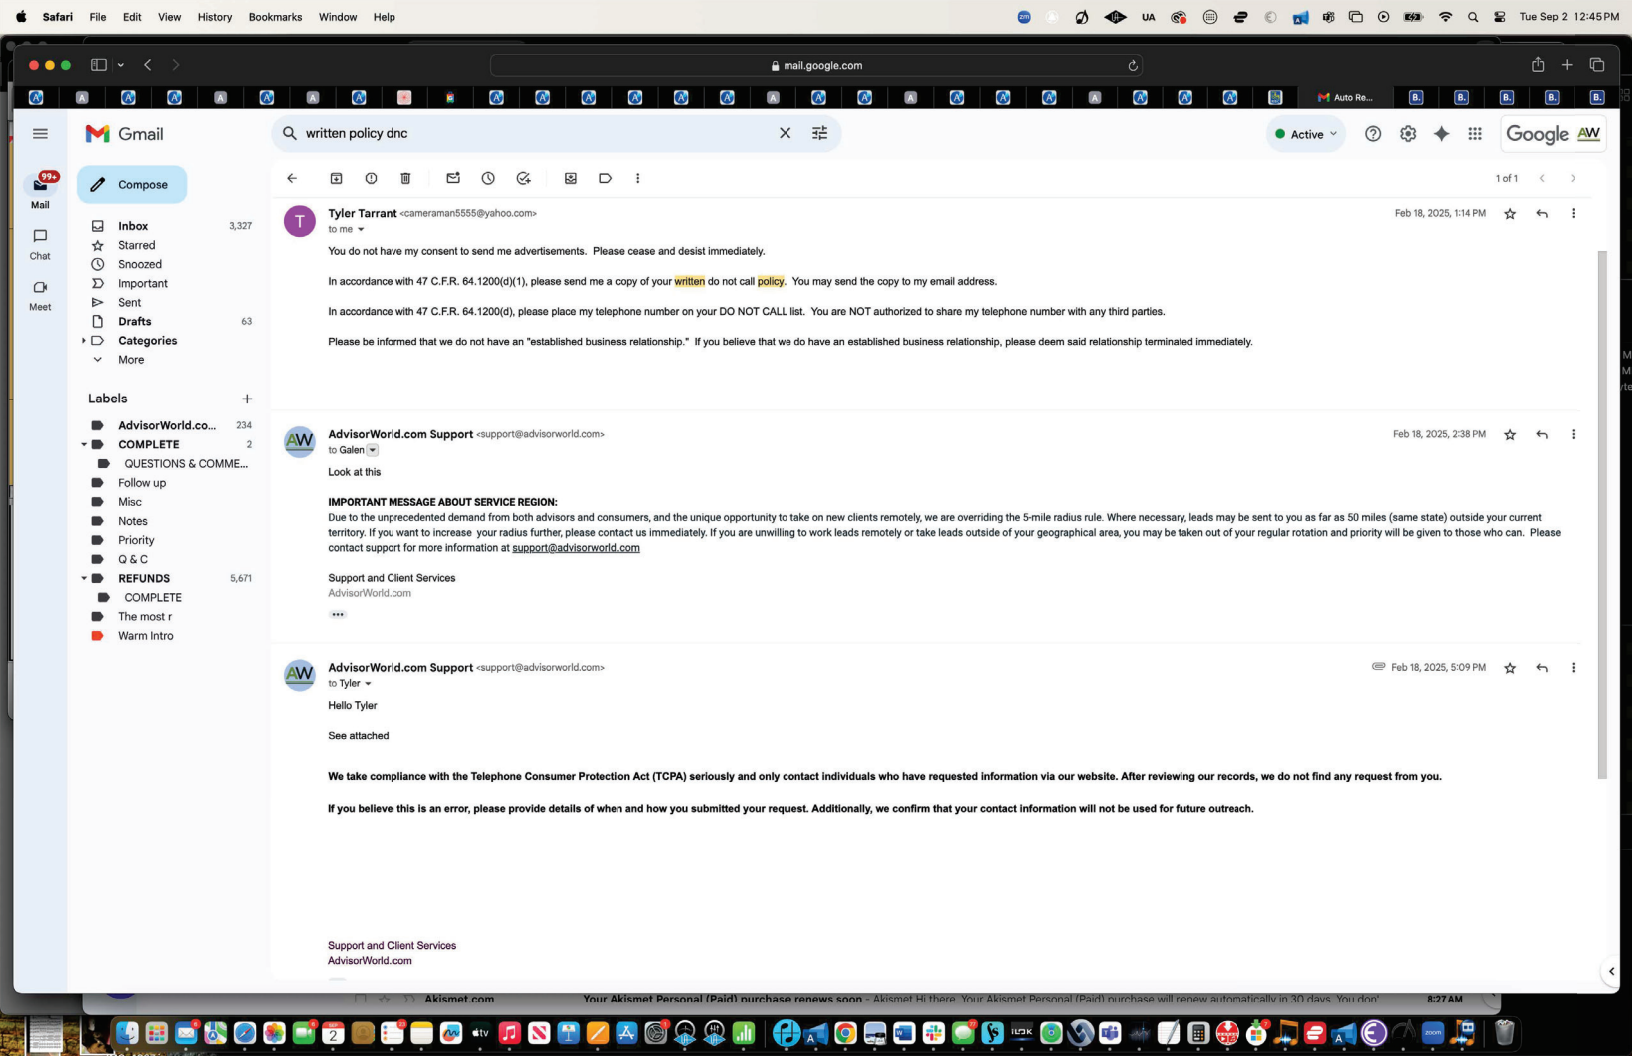 Safari File Edit View History Bookmarks Window Help
Tue Sep 2 12:45 PM
mail.google.com
Auto Re...
Gmail
written policy dnc
Active
Google AW
99+
Mail
Chat
Meet
Compose
Inbox 3,327
Starred
Snoozed
Important
Sent
Drafts 63
Categories
More
Labels
AdvisorWorld.co... 234
COMPLETE 2
QUESTIONS & COMME...
Follow up
Misc
Notes
Priority
Q & C
REFUNDS 5,671
COMPLETE
The most r
Warm Intro
1 of 1
Tyler Tarrant <cameraman5555@yahoo.com> Feb 18, 2025, 1:14 PM
to me
You do not have my consent to send me advertisements. Please cease and desist immediately.
In accordance with 47 C.F.R. 64.1200(d)(1), please send me a copy of your written do not call policy. You may send the copy to my email address.
In accordance with 47 C.F.R. 64.1200(d), please place my telephone number on your DO NOT CALL list. You are NOT authorized to share my telephone number with any third parties.
Please be informed that we do not have an "established business relationship." If you believe that we do have an established business relationship, please deem said relationship terminated immediately.
AdvisorWorld.com Support <support@advisorworld.com> Feb 18, 2025, 2:38 PM
to Galen
Look at this
IMPORTANT MESSAGE ABOUT SERVICE REGION:
Due to the unprecedented demand from both advisors and consumers, and the unique opportunity to take on new clients remotely, we are overriding the 5-mile radius rule. Where necessary, leads may be sent to you as far as 50 miles (same state) outside your current
territory. If you want to increase your radius further, please contact us immediately. If you are unwilling to work leads remotely or take leads outside of your geographical area, you may be taken out of your regular rotation and priority will be given to those who can. Please
contact support for more information at support@advisorworld.com
Support and Client Services
AdvisorWorld.com
AdvisorWorld.com Support <support@advisorworld.com> Feb 18, 2025, 5:09 PM
to Tyler
Hello Tyler
See attached
We take compliance with the Telephone Consumer Protection Act (TCPA) seriously and only contact individuals who have requested information via our website. After reviewing our records, we do not find any request from you.
If you believe this is an error, please provide details of when and how you submitted your request. Additionally, we confirm that your contact information will not be used for future outreach.
Support and Client Services
AdvisorWorld.com
Akismet.com Your Akismet Personal (Paid) purchase renews soon - Akismet Hi there, Your Akismet Personal (Paid) purchase will renew automatically in 30 days. You don' 8:27 AM